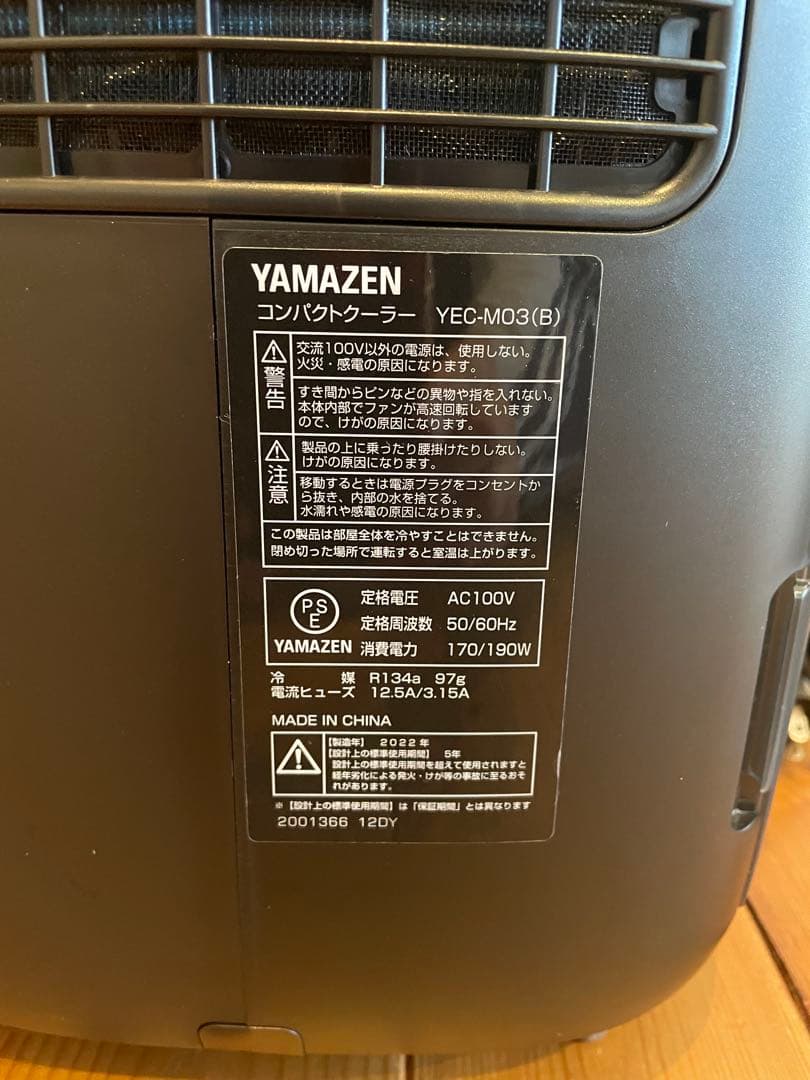 YAMAZEN
コンパクトクーラー YEC-M03(B)
警告
交流100V以外の電源は、使用しない。
火災・感電の原因になります。
すき間からピンなどの異物や指を入れない。
本体内部でファンが高速回転しています
ので、けがの原因になります。
注意
製品の上に乗ったり腰掛けたりしない。
けがの原因になります。
移動するときは電源プラグをコンセントか
ら抜き、内部の水を捨てる。
水濡れや感電の原因になります。
この製品は部屋全体を冷やすことはできません。
閉め切った場所で運転すると室温は上がります。
PSE
YAMAZEN
定格電圧 AC100V
定格周波数 50/60Hz
消費電力 170/190W
冷媒 R134a 97g
電流ヒューズ 12.5A/3.15A
MADE IN CHINA
【製造年】 2022年
【設計上の標準使用期間】 5年
設計上の標準使用期間を超えて使用されますと
経年劣化による発火・けが等の事故に至るおそ
れがあります。
※【設計上の標準使用期間】は「保証期間」とは異なります
2001366 12DY